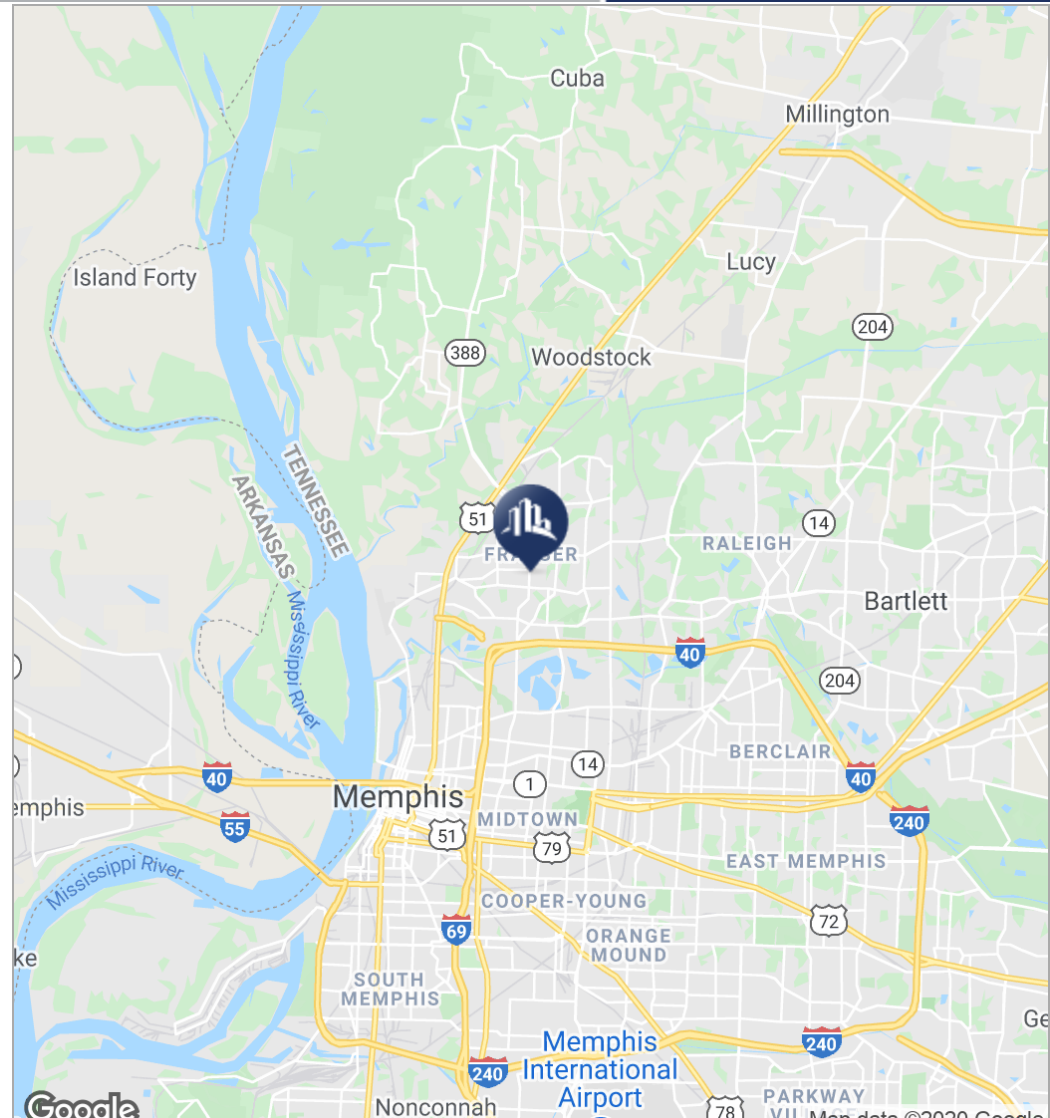 Cuba
Millington
Lucy
Island Forty
204
388
Woodstock
TENNESSEE
ARKANSAS
51
14
RALEIGH
Bartlett
Mississippi River
40
204
BERCLAIR
14
40
1
40
Memphis
emphis
MIDTOWN
55
51
79
240
EAST MEMPHIS
Mississippi River
COOPER-YOUNG
72
69
ORANGE
MOUND
ke
SOUTH
MEMPHIS
Ge
240
Memphis
International
Airport
240
Nonconnah
78
PARKWAY
Google
Map data ©2020 Google